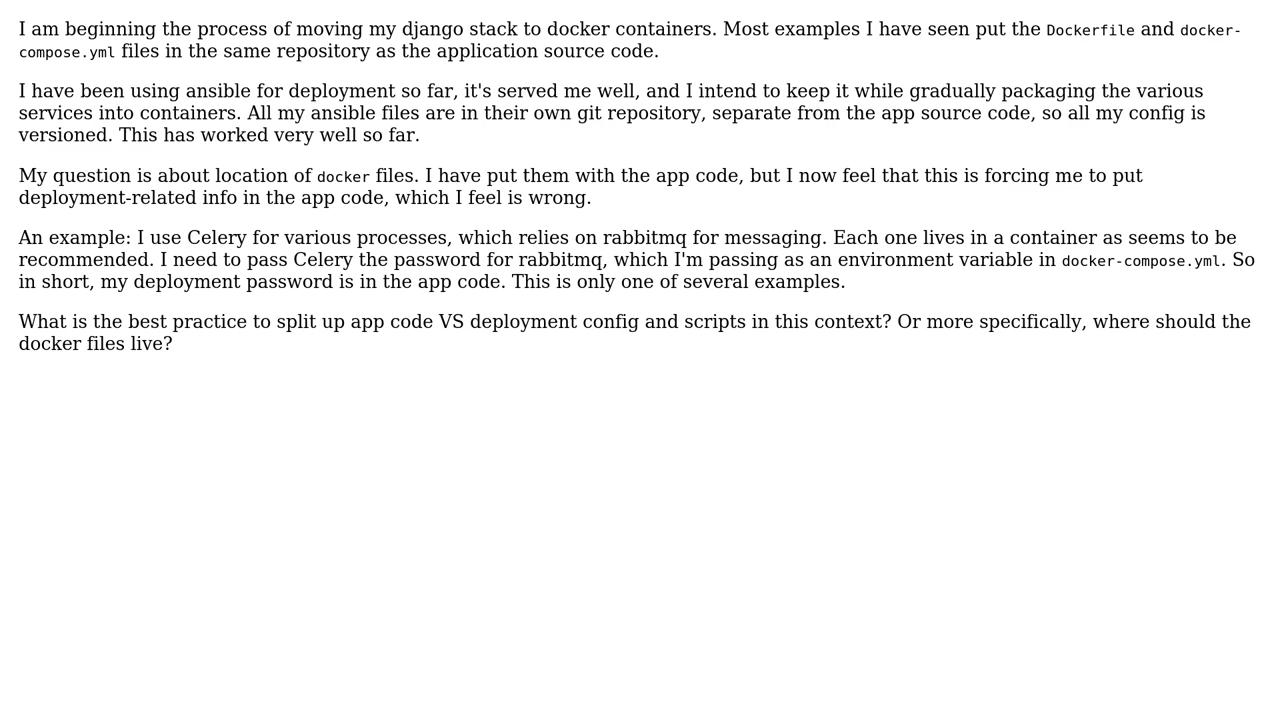 I am beginning the process of moving my django stack to docker containers. Most examples I have seen put the Dockerfile and docker-
compose.yml files in the same repository as the application source code.
I have been using ansible for deployment so far, it's served me well, and I intend to keep it while gradually packaging the various
services into containers. All my ansible files are in their own git repository, separate from the app source code, so all my config is
versioned. This has worked very well so far.
My question is about location of docker files. I have put them with the app code, but I now feel that this is forcing me to put
deployment-related info in the app code, which I feel is wrong.
An example: I use Celery for various processes, which relies on rabbitmq for messaging. Each one lives in a container as seems to be
recommended. I need to pass Celery the password for rabbitmq, which I'm passing as an environment variable in docker-compose.yml. So
in short, my deployment password is in the app code. This is only one of several examples.
What is the best practice to split up app code VS deployment config and scripts in this context? Or more specifically, where should the
docker files live?